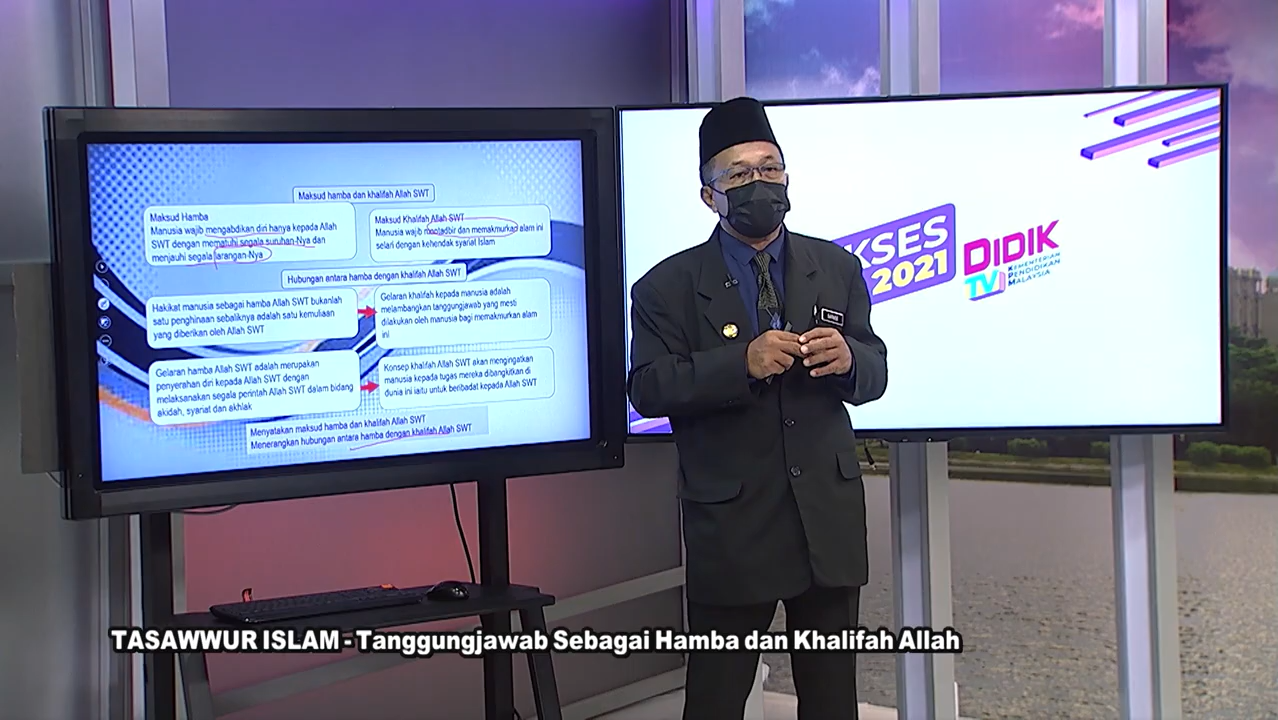 Maksud hamba dan khalifah Allah SWT
Maksud Hamba
Manusia wajib mengabdikan diri hanya kepada Allah
SWT dengan mematuhi segala suruhan-Nya dan
menjauhi segala larangan-Nya
Maksud Khalifah Allah SWT
Manusia wajib mentadbir dan memakmurkan alam ini
selari dengan kehendak syariat Islam
Hubungan antara hamba dengan khalifah Allah SWT
Hakikat manusia sebagai hamba Allah SWT bukanlah
satu penghinaan sebaliknya adalah satu kemuliaan
yang diberikan oleh Allah SWT
Gelaran khalifah kepada manusia adalah
melambangkan tanggungjawab yang mesti
dilakukan oleh manusia bagi memakmurkan alam
ini
Gelaran hamba Allah SWT adalah merupakan
penyerahan diri kepada Allah SWT dengan
melaksanakan segala perintah Allah SWT dalam bidang
akidah, syariat dan akhlak
Konsep khalifah Allah SWT akan mengingatkan
manusia kepada tugas mereka dibangkitkan di
dunia ini iaitu untuk beribadat kepada Allah SWT
Menyatakan maksud hamba dan khalifah Allah SWT
Menerangkan hubungan antara hamba dengan khalifah Allah SWT
KSES
2021
DIDIK
TV
KEMENTERIAN
PENDIDIKAN
MALAYSIA
TASAWWUR ISLAM - Tanggungjawab Sebagai Hamba dan Khalifah Allah